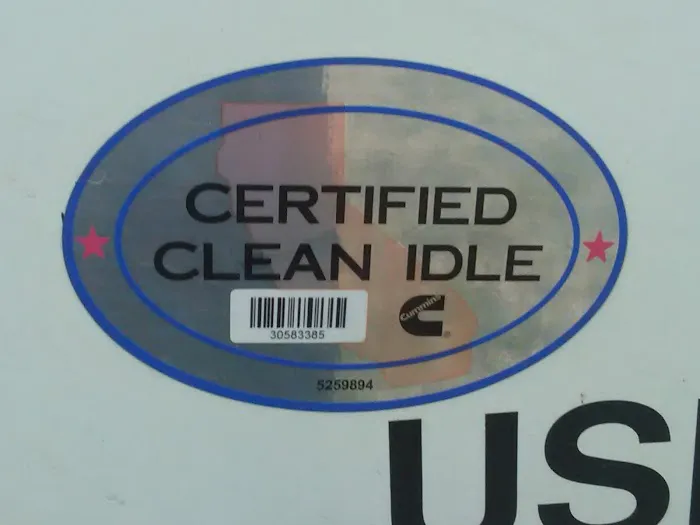 CERTIFIED
CLEAN IDLE
30583385
Cummins
5259894
US